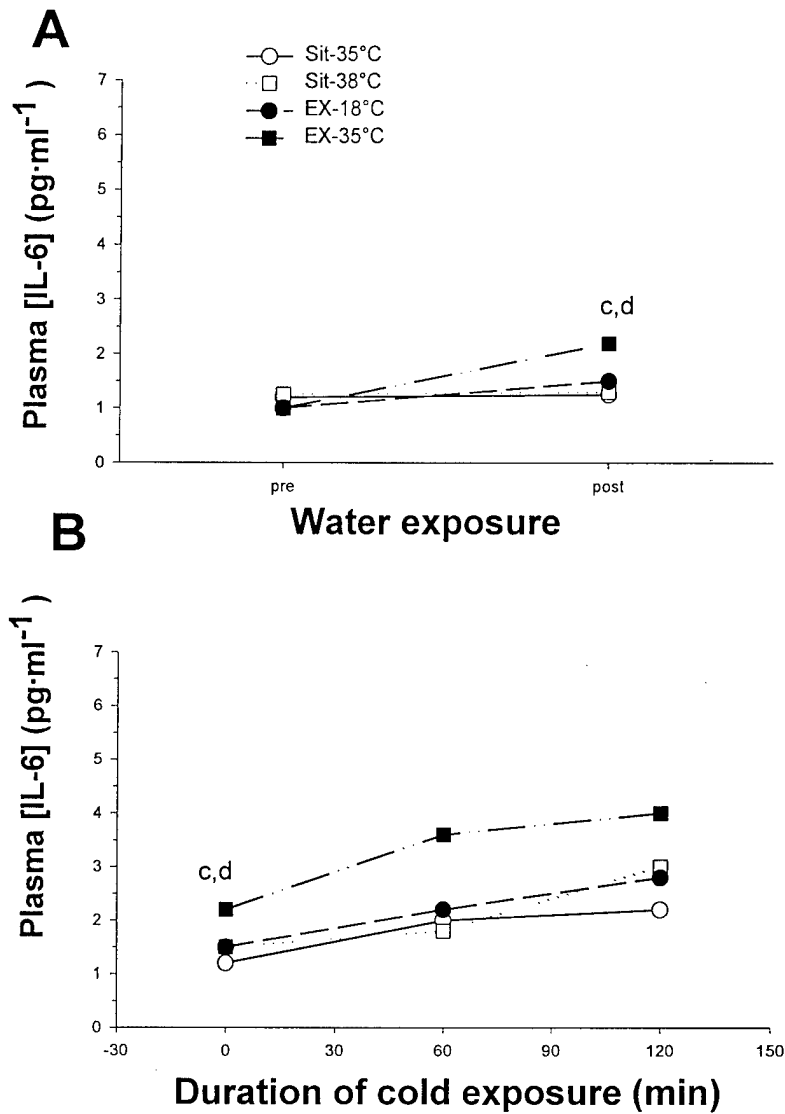 A
Sit-35°C
Sit-38°C
EX-18°C
EX-35°C
7
6
5
4
3
2
1
0
Plasma [IL-6] (pg·ml⁻¹ )
c,d
pre
post
Water exposure
B
7
6
5
4
3
2
1
0
Plasma [IL-6] (pg·ml⁻¹ )
c,d
-30
0
30
60
90
120
150
Duration of cold exposure (min)